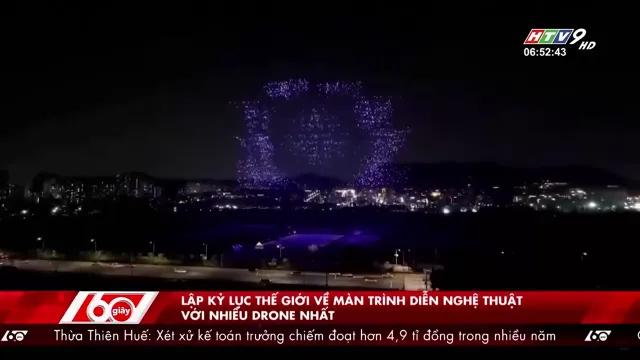 HTV9 HD
06:52:43
LẬP KỶ LỤC THẾ GIỚI VỀ MÀN TRÌNH DIỄN NGHỆ THUẬT
VỚI NHIỀU DRONE NHẤT
60 giây
60 Thừa Thiên Huế: Xét xử kế toán trưởng chiếm đoạt hơn 4,9 tỉ đồng trong nhiều năm 60